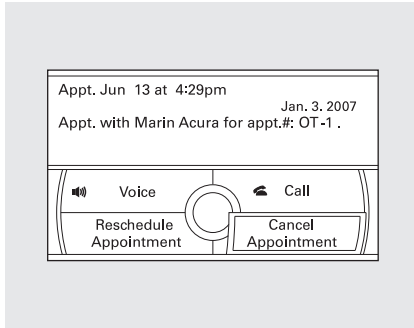 Appt. Jun 13 at 4:29pm
Jan. 3. 2007
Appt. with Marin Acura for appt.#: OT-1 .
Voice
Call
Reschedule
Appointment
Cancel
Appointment